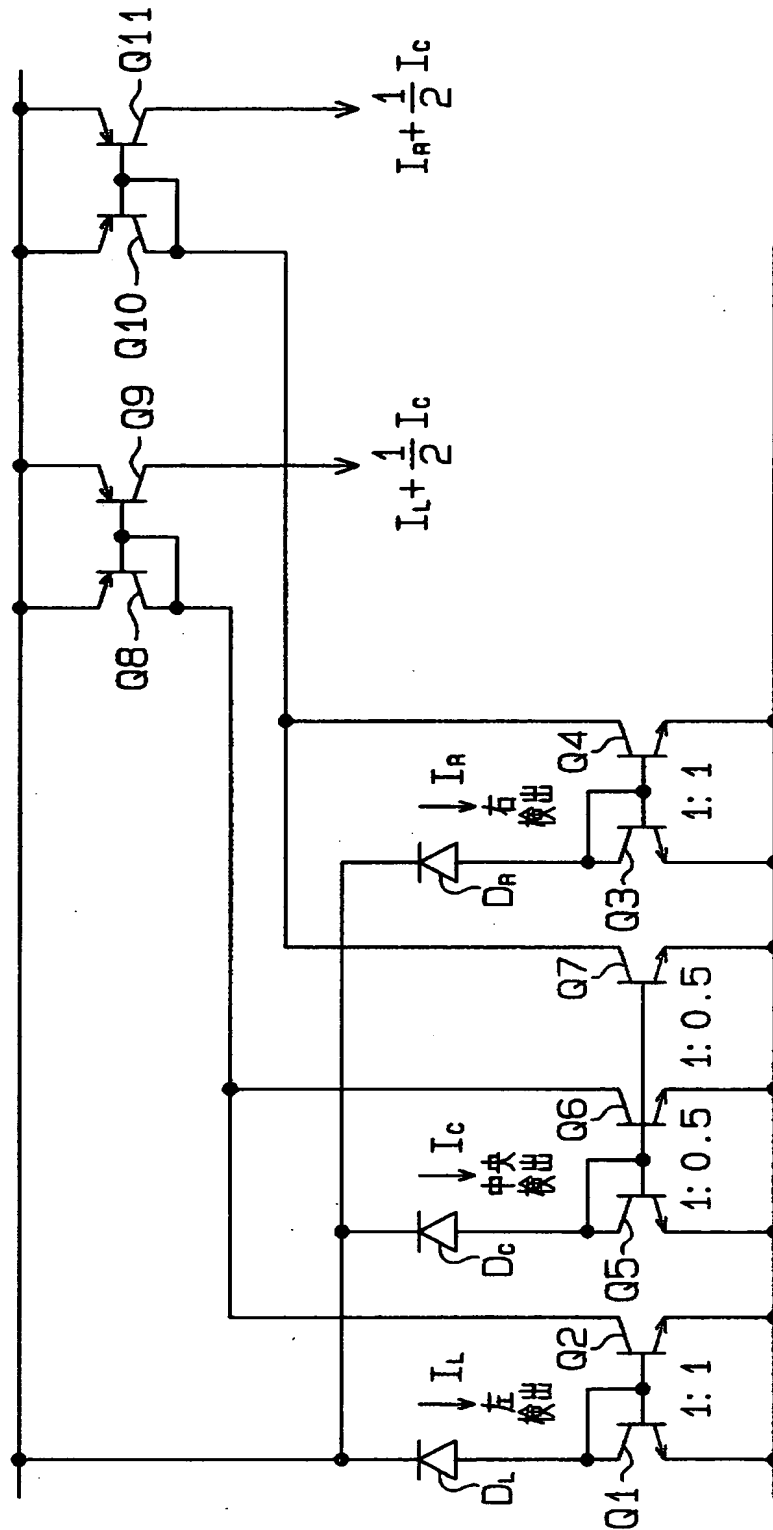 Q8
Q9
Q10
Q11
I_L+1/2 I_C
I_R+1/2 I_C
D_L
I_L
左
検出
D_C
I_C
中央
検出
D_R
I_R
右
検出
Q1
Q2
1:1
Q5
Q6
1:0.5
Q7
1:0.5
Q3
Q4
1:1